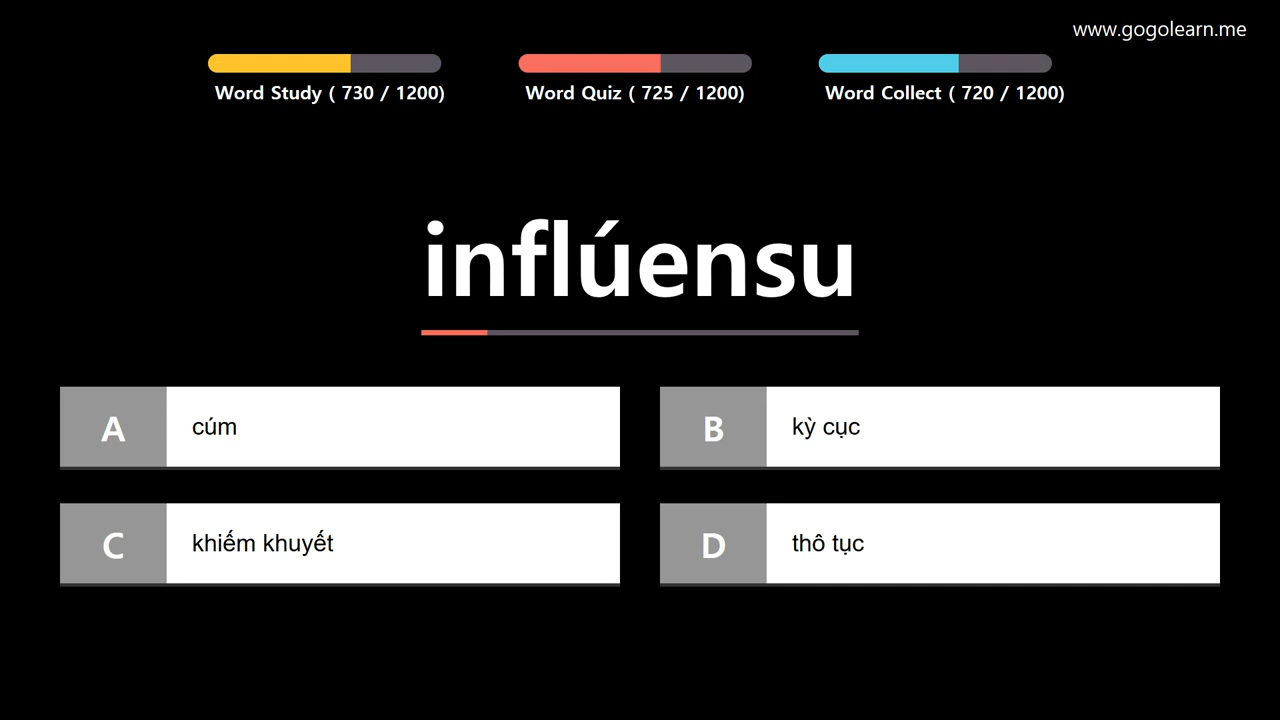 www.gogolearn.me
Word Study ( 730 / 1200)
Word Quiz ( 725 / 1200)
Word Collect ( 720 / 1200)
inflúensu
A
cúm
B
kỳ cục
C
khiếm khuyết
D
thô tục